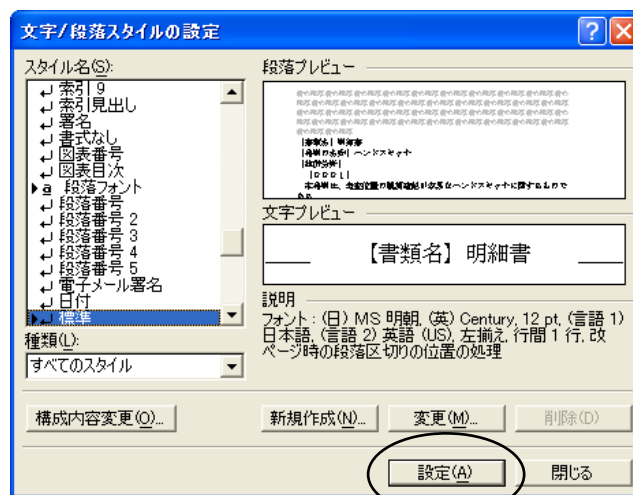 文字/段落スタイルの設定
スタイル名(S):
索引 9
索引見出し
署名
書式なし
図表番号
図表目次
a 段落フォント
段落番号
段落番号 2
段落番号 3
段落番号 4
段落番号 5
電子メール署名
日付
標準
種類(L):
すべてのスタイル
段落プレビュー
【書類名】 明細書
文字プレビュー
【書類名】 明細書
説明
フォント : (日) MS 明朝, (英) Century, 12 pt, (言語 1)
日本語, (言語 2) 英語 (US), 左揃え, 行間 1 行, 改
ページ時の段落区切りの位置の処理
構成内容変更(O)...
新規作成(N)...
変更(M)...
削除(D)
設定(A)
閉じる